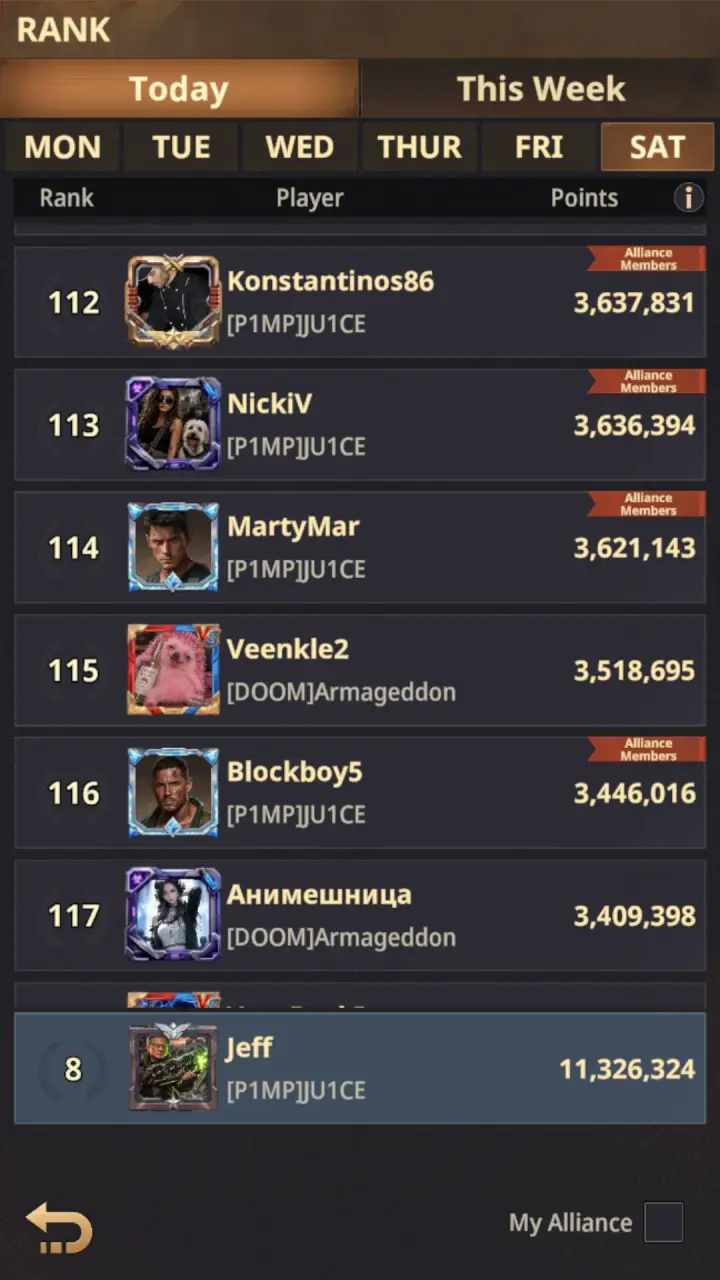 RANK
Today
This Week
MON TUE WED THUR FRI SAT
Rank Player Points
Alliance
Members
112 Konstantinos86 3,637,831
[P1MP]JU1CE
Alliance
Members
113 NickiV 3,636,394
[P1MP]JU1CE
Alliance
Members
114 MartyMar 3,621,143
[P1MP]JU1CE
115 Veenkle2 3,518,695
[DOOM]Armageddon
Alliance
Members
116 Blockboy5 3,446,016
[P1MP]JU1CE
117 Анимешница 3,409,398
[DOOM]Armageddon
8 Jeff 11,326,324
[P1MP]JU1CE
My Alliance